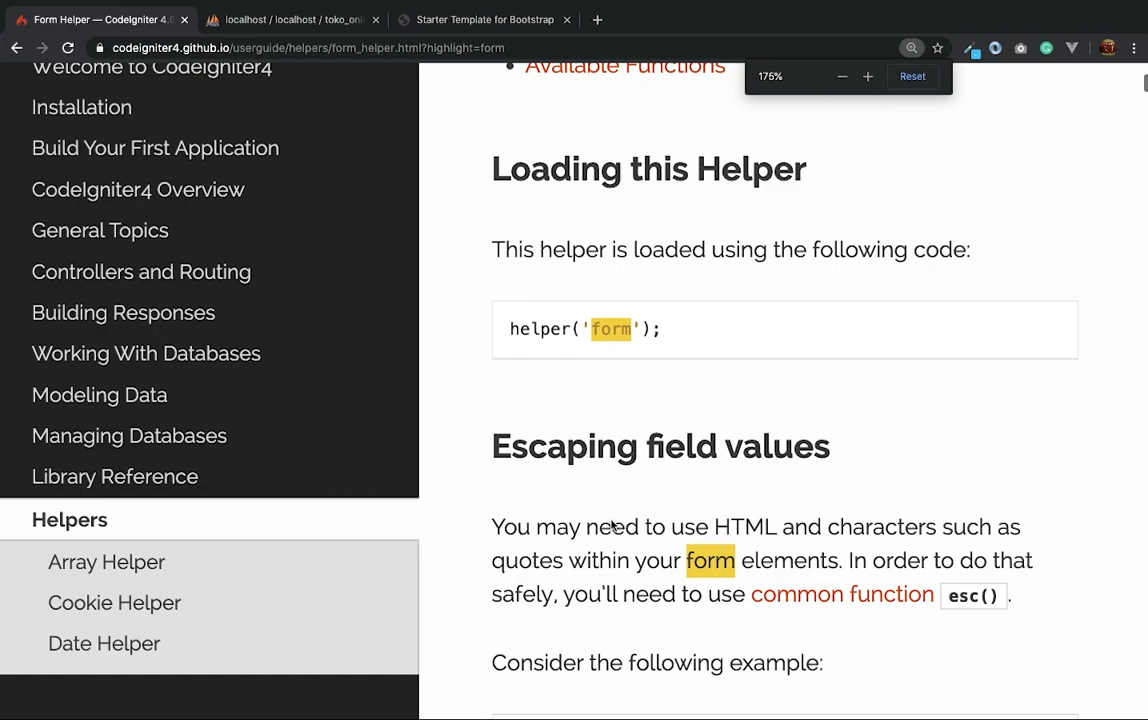 Form Helper — CodeIgniter 4.0
localhost / localhost / toko_onli
Starter Template for Bootstrap
codeigniter4.github.io/userguide/helpers/form_helper.html?highlight=form
175%
Reset
Welcome to CodeIgniter4
Installation
Build Your First Application
CodeIgniter4 Overview
General Topics
Controllers and Routing
Building Responses
Working With Databases
Modeling Data
Managing Databases
Library Reference
Helpers
Array Helper
Cookie Helper
Date Helper
Available Functions
Loading this Helper
This helper is loaded using the following code:
helper('form');
Escaping field values
You may need to use HTML and characters such as
quotes within your form elements. In order to do that
safely, you’ll need to use common function esc().
Consider the following example: